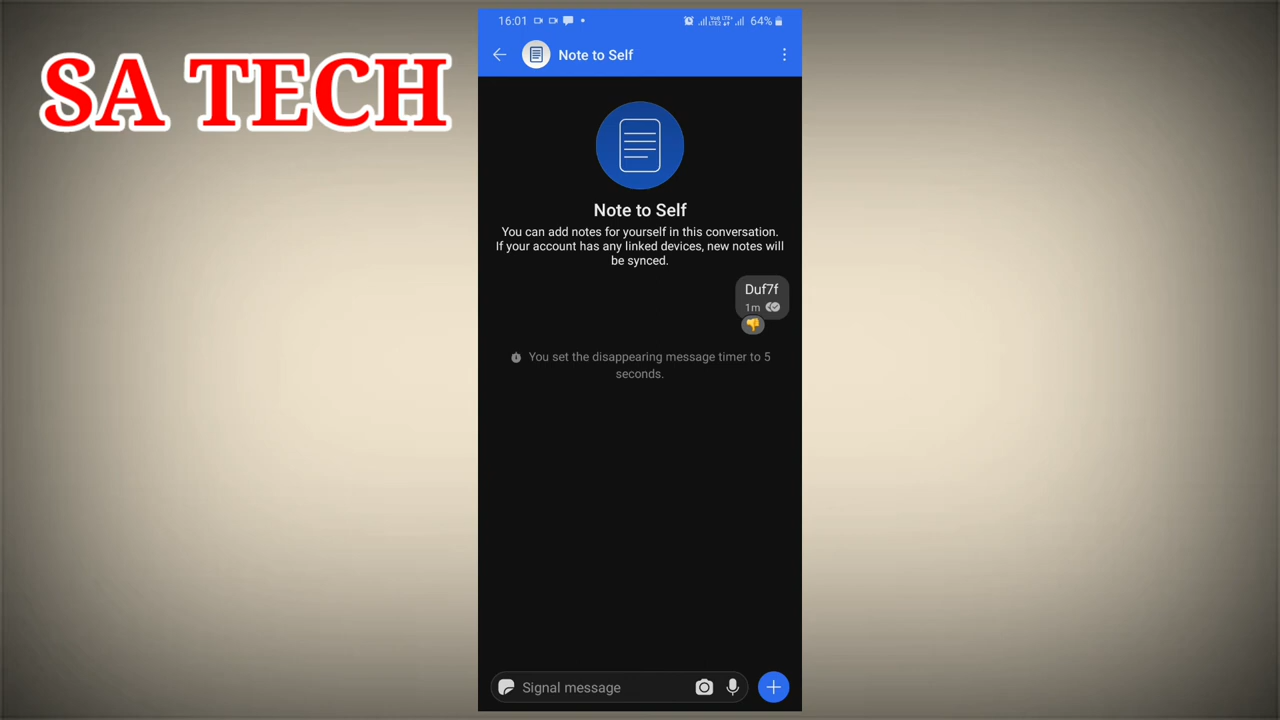 SA TECH
16:01
64%
Note to Self
Note to Self
You can add notes for yourself in this conversation.
If your account has any linked devices, new notes will
be synced.
Duf7f
1m
You set the disappearing message timer to 5
seconds.
Signal message